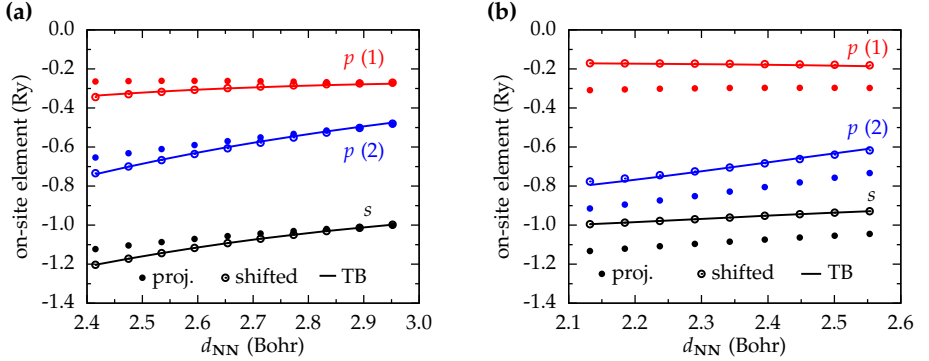 (a)
0.0
-0.2
-0.4
-0.6
-0.8
-1.0
-1.2
-1.4
on-site element (Ry)
p (1)
p (2)
s
proj. shifted TB
2.4 2.5 2.6 2.7 2.8 2.9 3.0
dNN (Bohr)
(b)
0.0
-0.2
-0.4
-0.6
-0.8
-1.0
-1.2
-1.4
on-site element (Ry)
p (1)
p (2)
s
proj. shifted TB
2.1 2.2 2.3 2.4 2.5 2.6
dNN (Bohr)